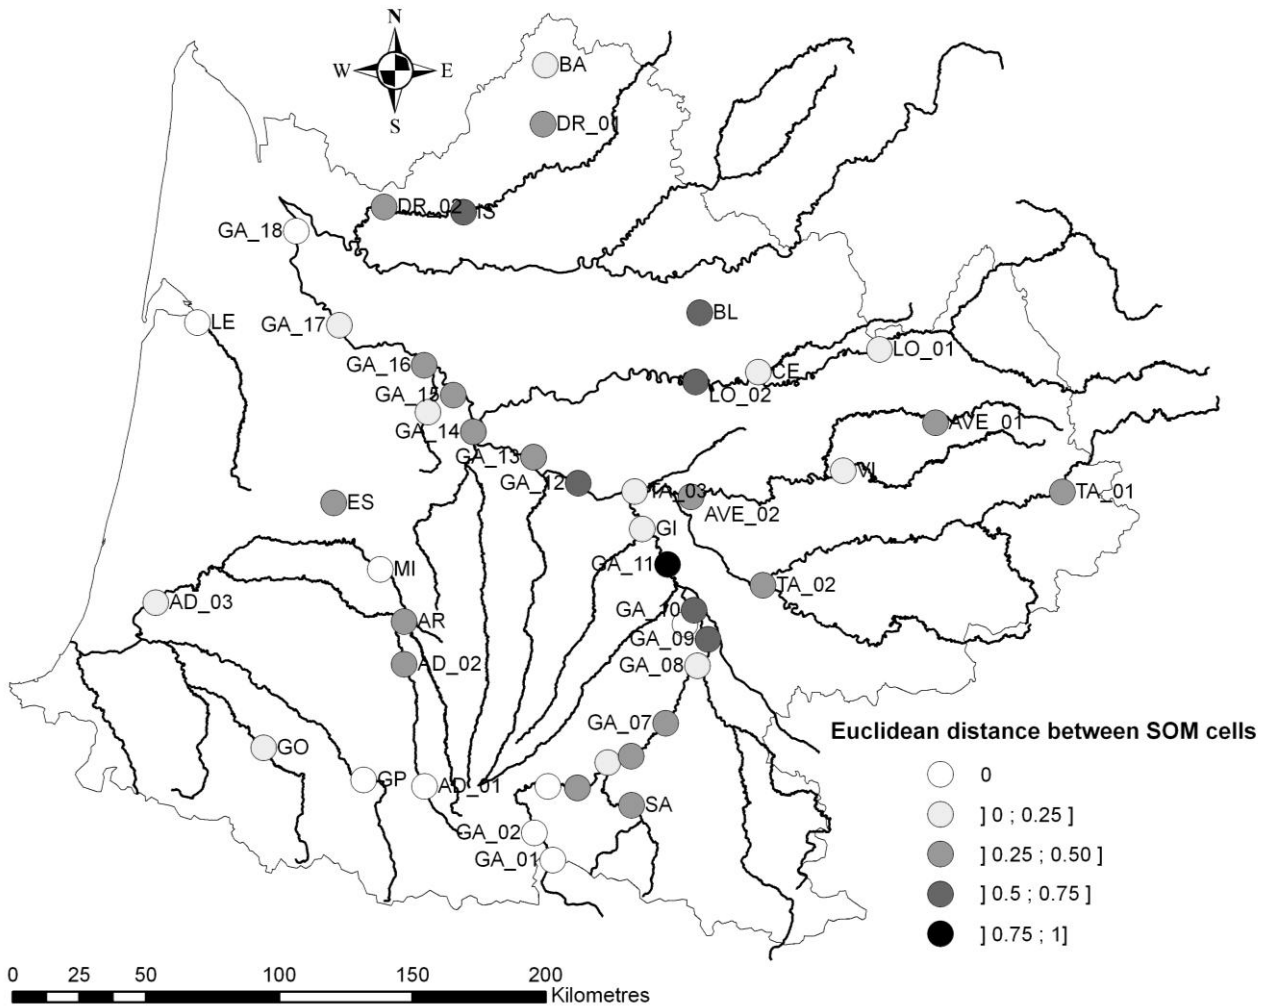 N
W
E
S
BA
DR_01
DR_02
IS
GA_18
LE
GA_17
BL
GA_16
LO_01
CE
GA_15
LO_02
GA_14
AVE_01
GA_13
VI
GA_12
TA_03
TA_01
ES
AVE_02
GI
GA_11
MI
TA_02
AD_03
GA_10
AR
GA_09
AD_02
GA_08
GA_07
GO
GP
AD_01
SA
GA_02
GA_01
Euclidean distance between SOM cells
0
] 0 ; 0.25 ]
] 0.25 ; 0.50 ]
] 0.5 ; 0.75 ]
] 0.75 ; 1]
0 25 50 100 150 200
Kilometres